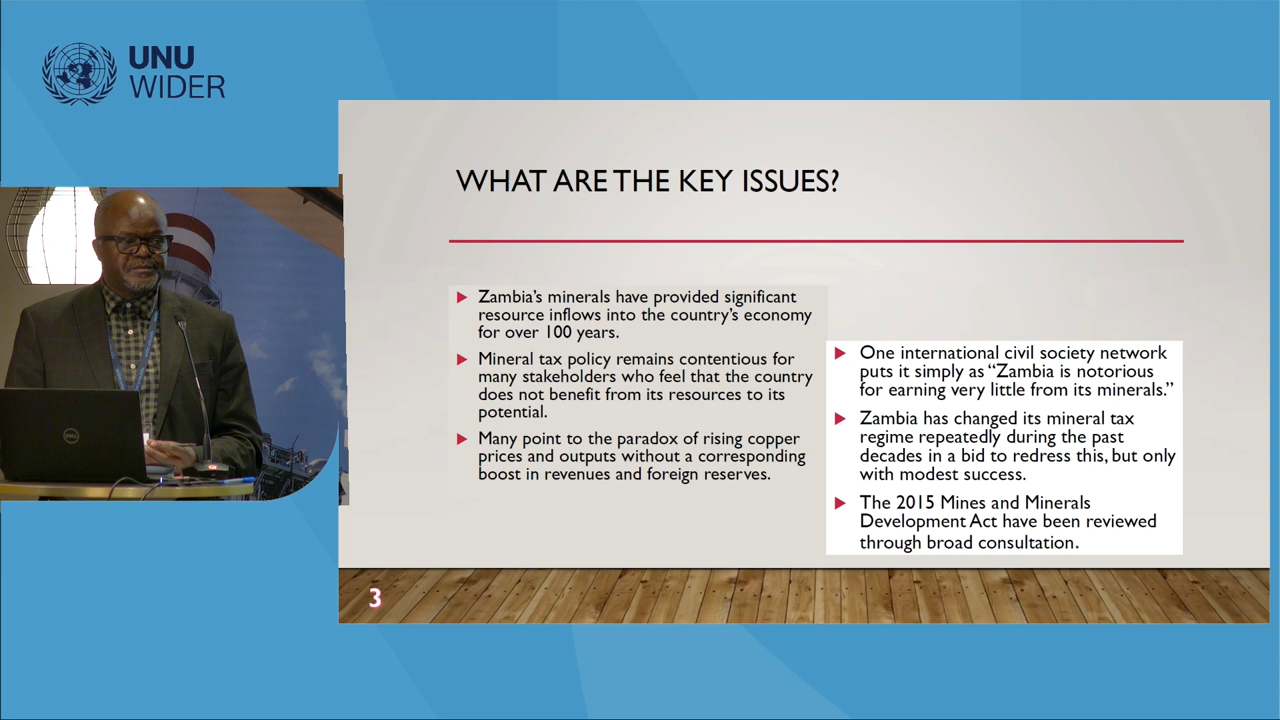 UNU
WIDER
WHAT ARE THE KEY ISSUES?
Zambia's minerals have provided significant
resource inflows into the country's economy
for over 100 years.
Mineral tax policy remains contentious for
many stakeholders who feel that the country
does not benefit from its resources to its
potential.
Many point to the paradox of rising copper
prices and outputs without a corresponding
boost in revenues and foreign reserves.
One international civil society network
puts it simply as “Zambia is notorious
for earning very little from its minerals.”
Zambia has changed its mineral tax
regime repeatedly during the past
decades in a bid to redress this, but only
with modest success.
The 2015 Mines and Minerals
Development Act have been reviewed
through broad consultation.
3
DELL